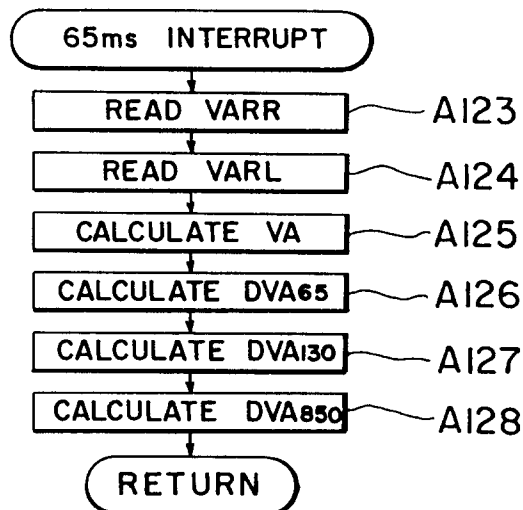 65ms INTERRUPT
READ VARR A123
READ VARL A124
CALCULATE VA A125
CALCULATE DVA65 A126
CALCULATE DVA130 A127
CALCULATE DVA850 A128
RETURN